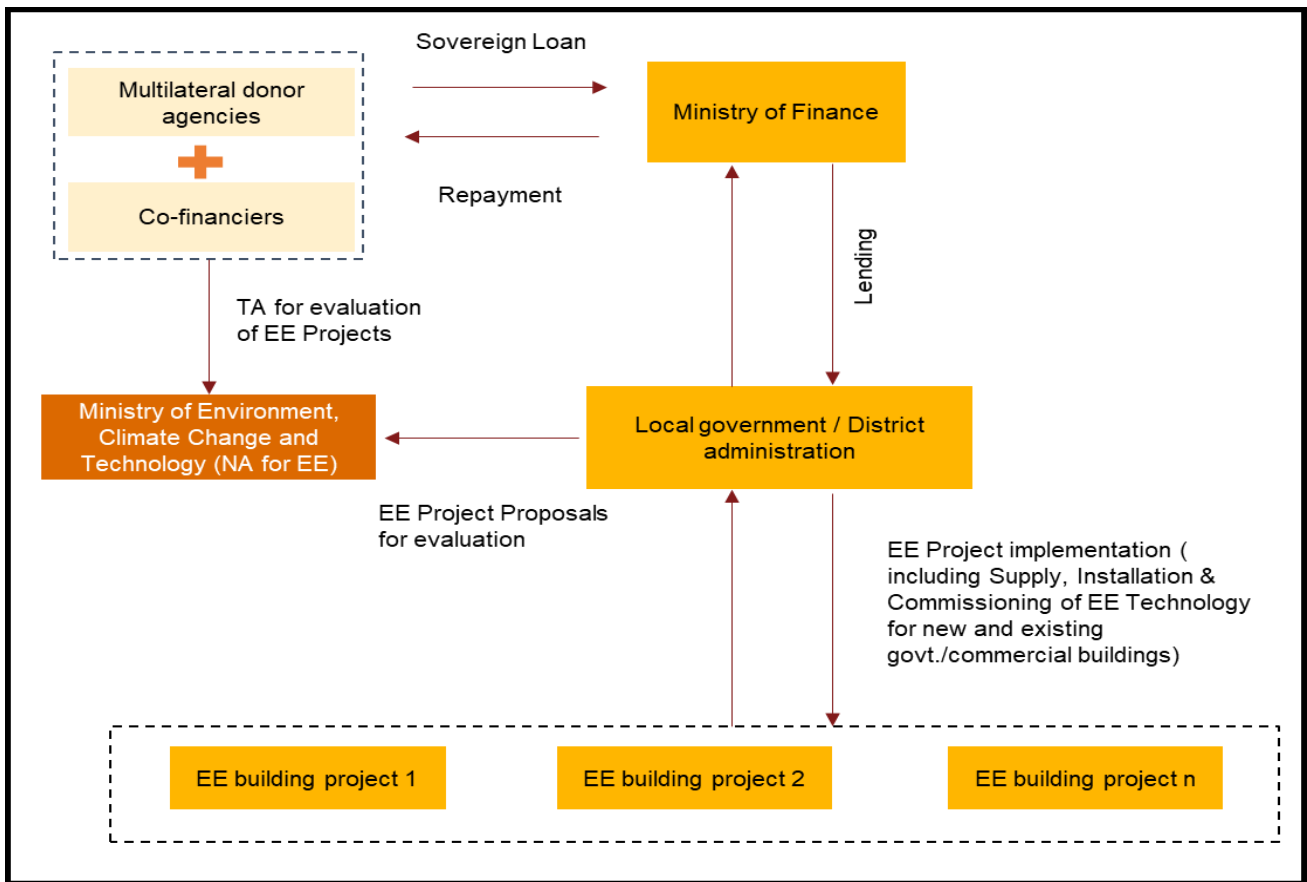 Sovereign Loan
Multilateral donor
agencies
Ministry of Finance
Co-financiers
Repayment
Lending
TA for evaluation
of EE Projects
Ministry of Environment,
Climate Change and
Technology (NA for EE)
Local government / District
administration
EE Project Proposals
for evaluation
EE Project implementation (
including Supply, Installation &
Commissioning of EE Technology
for new and existing
govt./commercial buildings)
EE building project 1
EE building project 2
EE building project n